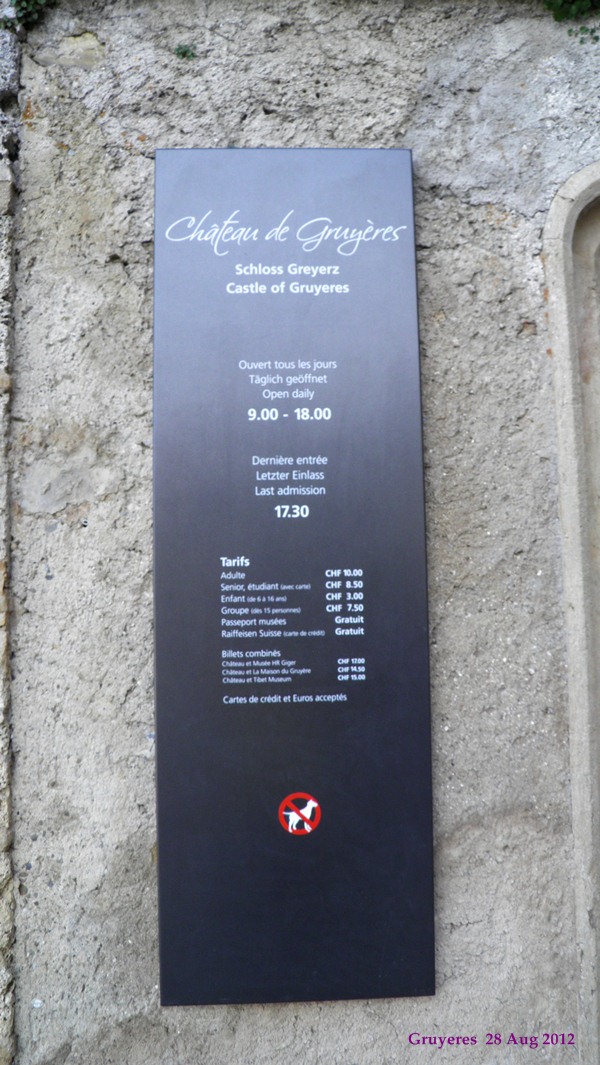 Château de Gruyères
Schloss Greyerz
Castle of Gruyeres
Ouvert tous les jours
Täglich geöffnet
Open daily
9.00 - 18.00
Dernière entrée
Letzter Einlass
Last admission
17.30
Tarifs
Adulte CHF 10.00
Senior, étudiant (avec carte) CHF 8.50
Enfant (de 6 à 16 ans) CHF 3.00
Groupe (dès 15 personnes) CHF 7.50
Passeport musées Gratuit
Raiffeisen Suisse (carte de crédit) Gratuit
Billets combinés
Château et Musée HR Giger CHF 17.00
Château et La Maison du Gruyère CHF 14.50
Château et Tibet Museum CHF 15.00
Cartes de crédit et Euros acceptés
Gruyeres 28 Aug 2012